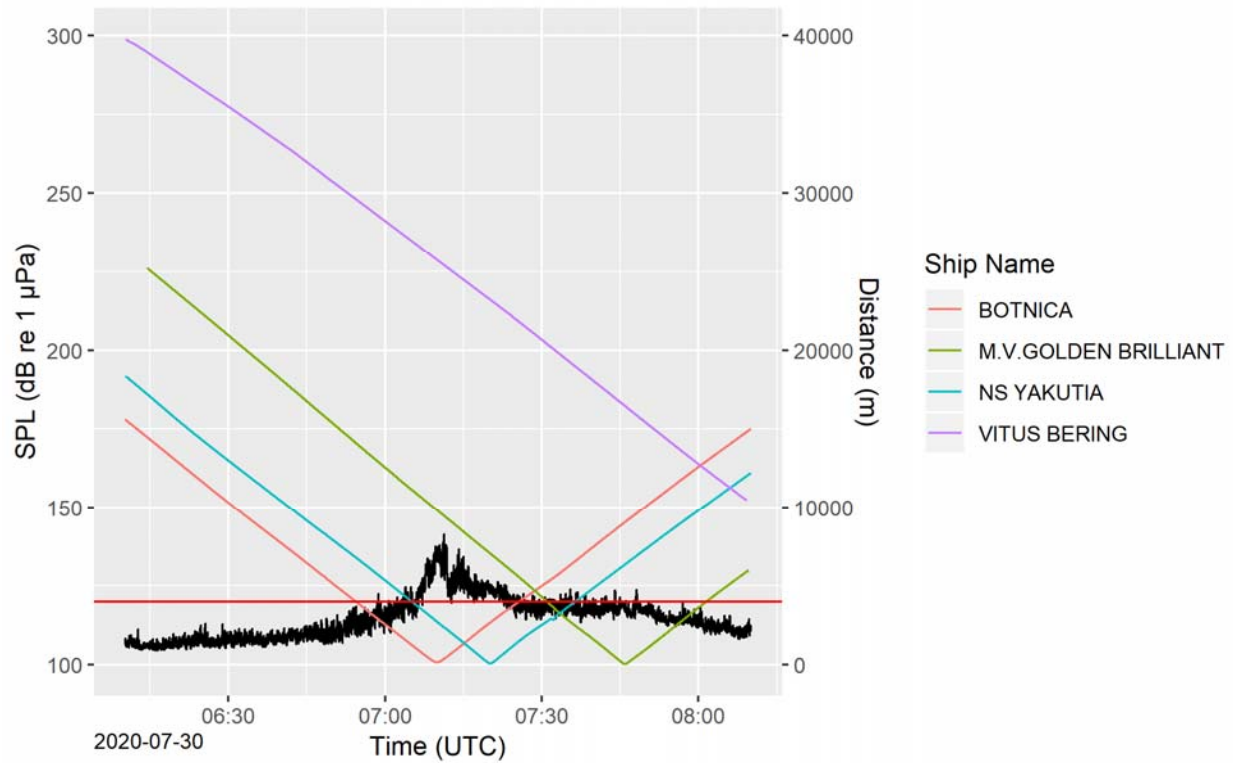 SPL (dB re 1 µPa)
300
250
200
150
100
40000
30000
20000
10000
0
Distance (m)
06:30
07:00
07:30
08:00
2020-07-30
Time (UTC)
Ship Name
BOTNICA
M.V.GOLDEN BRILLIANT
NS YAKUTIA
VITUS BERING